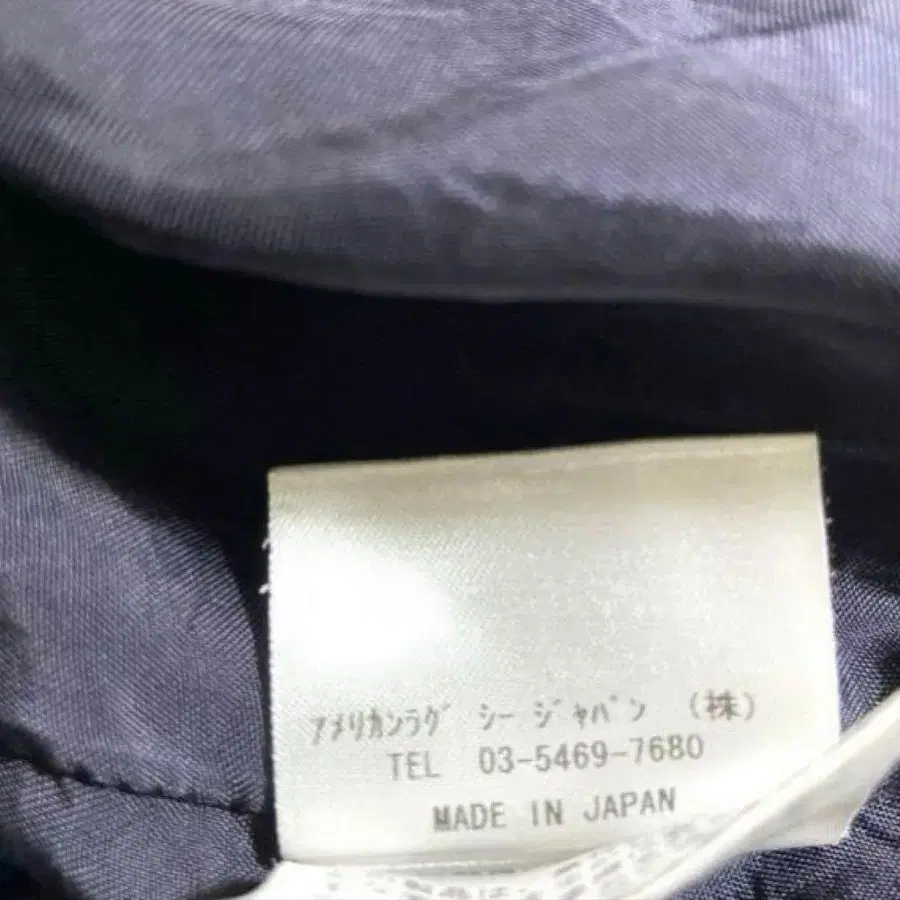 ｱﾒﾘｶﾝﾗｸﾞ ｼｰ ｼﾞｬﾊﾟﾝ (株)
TEL 03-5469-7680
MADE IN JAPAN